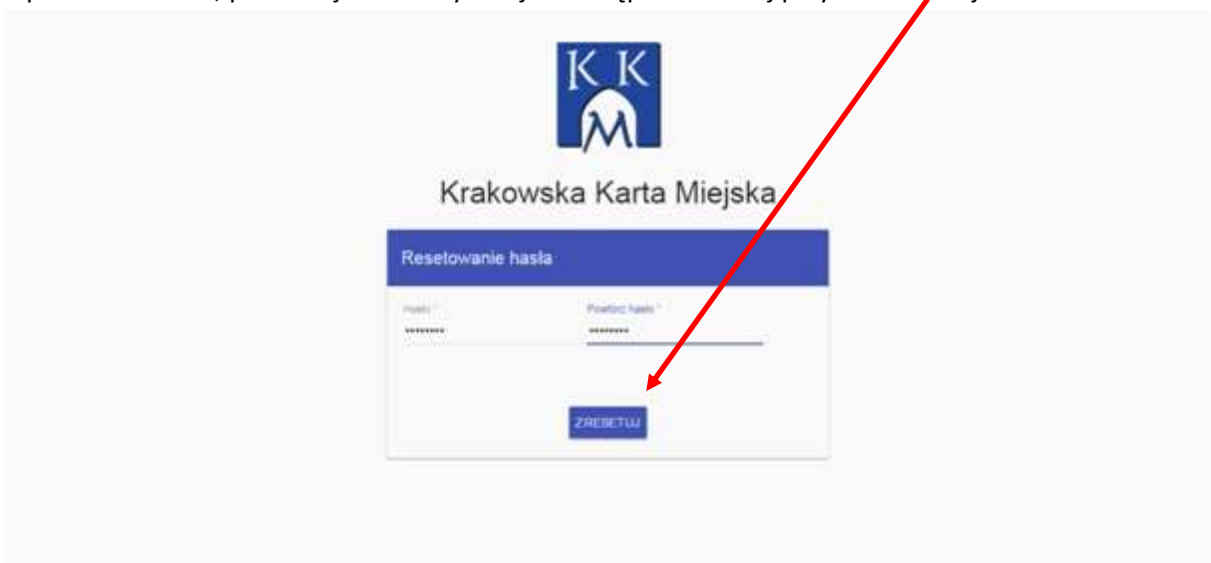 K K
M
Krakowska Karta Miejska
Resetowanie hasła
Hasło *
Powtórz hasło *
********
********
ZRESETUJ